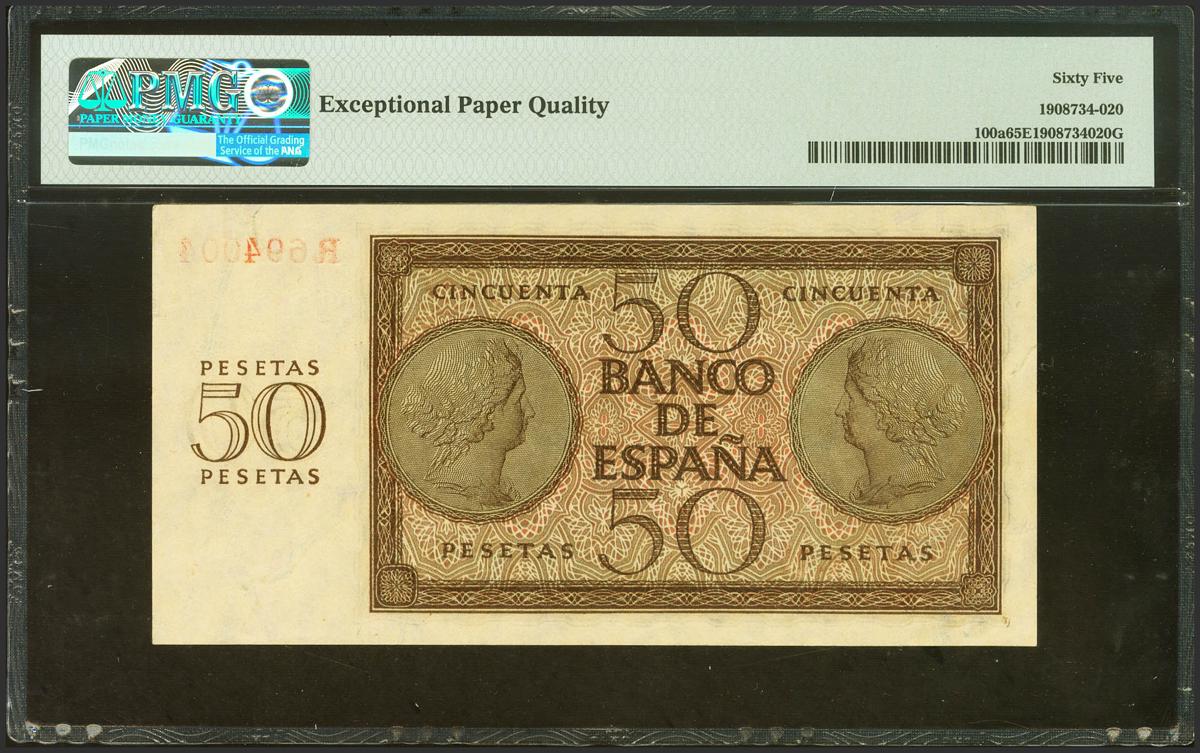 PMG
PAPER MONEY GUARANTY
The Official Grading
Service of the ANA
Exceptional Paper Quality
Sixty Five
1908734-020
100a65E1908734020G
R694004
CINCUENTA 50 CINCUENTA
PESETAS
50
PESETAS
BANCO
DE
ESPAÑA
PESETAS 50 PESETAS